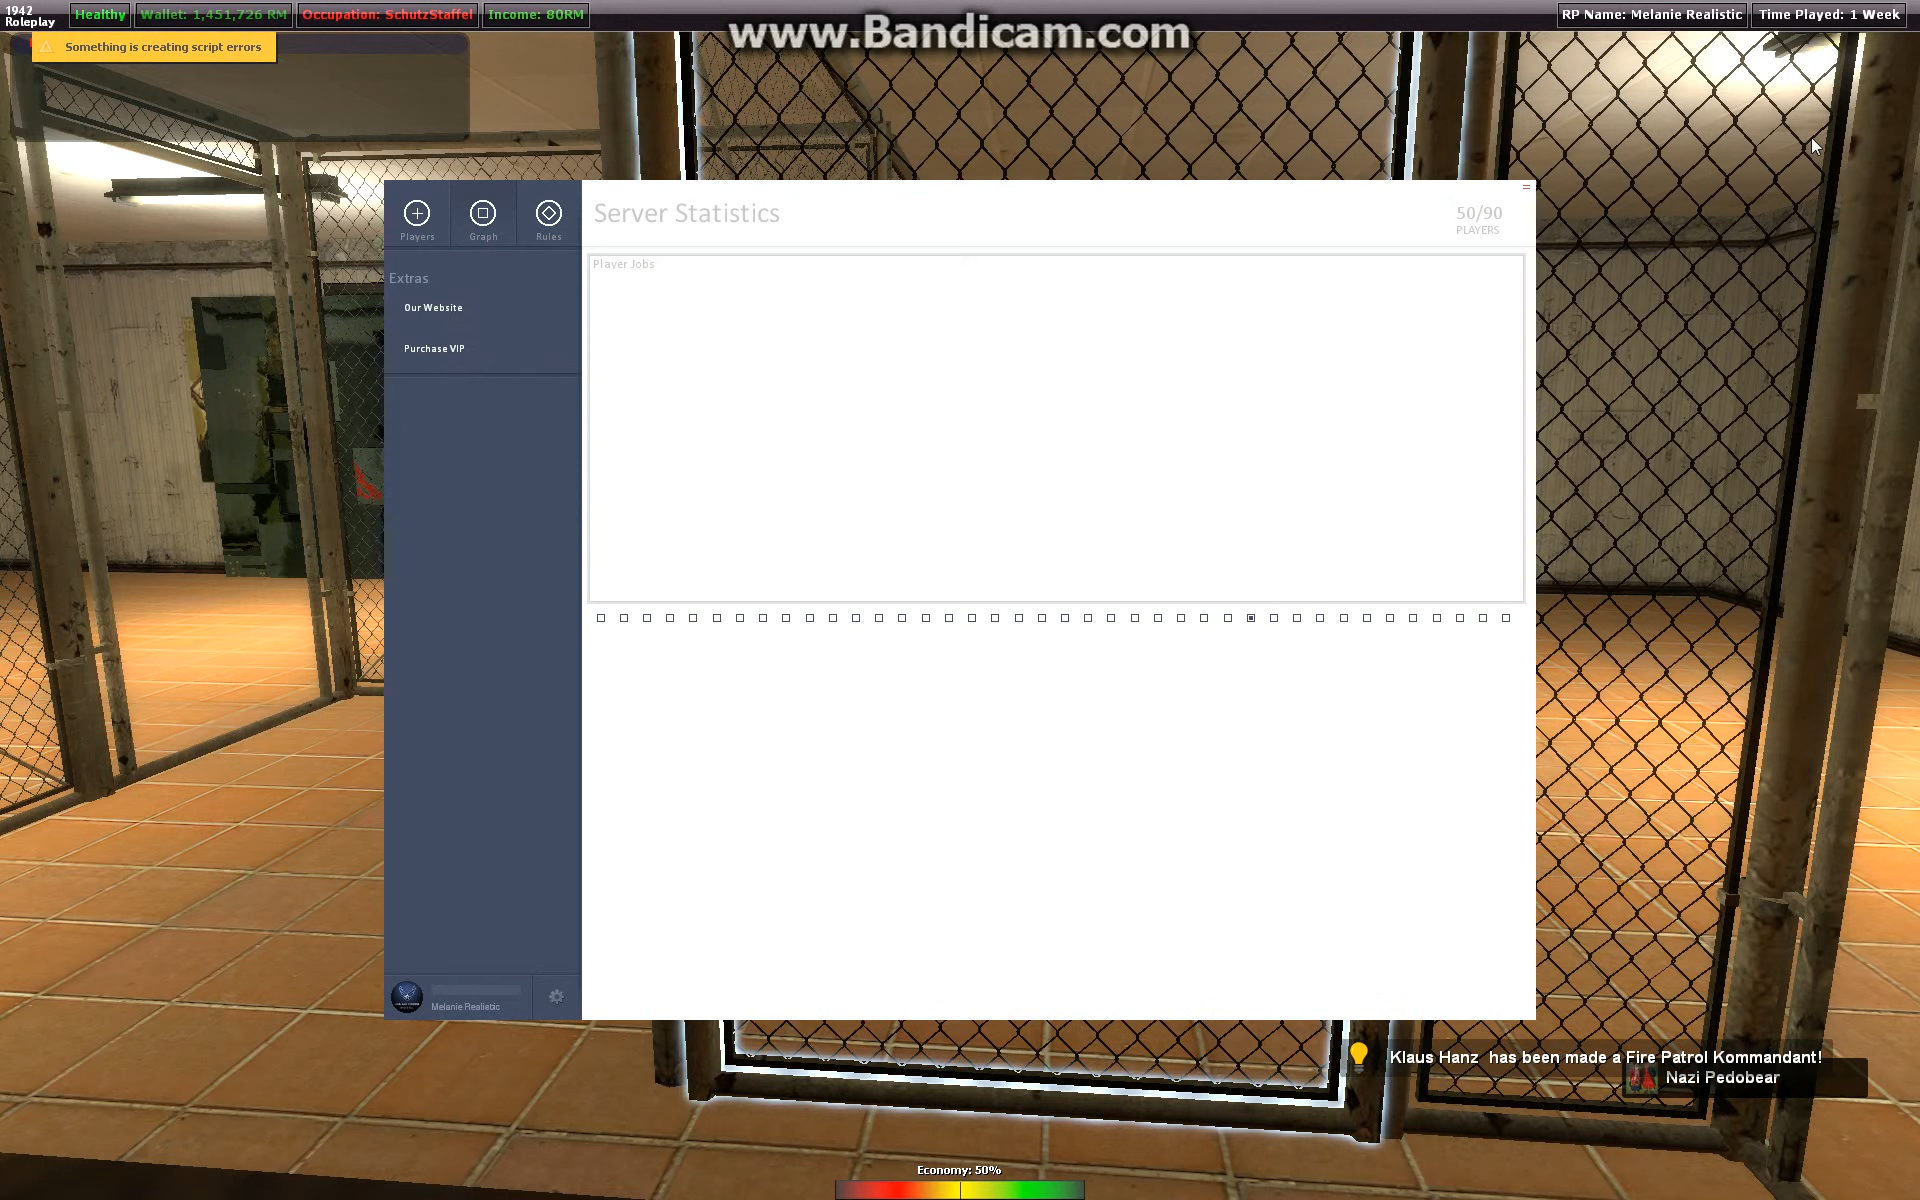 1942
Roleplay
Healthy
Wallet: 1,451,726 RM
Occupation: SchutzStaffel
Income: 80RM
www.Bandicam.com
RP Name: Melanie Realistic
Time Played: 1 Week
Something is creating script errors
Players
Graph
Rules
Server Statistics
50/90
PLAYERS
Extras
Our Website
Purchase VIP
Player Jobs
Melanie Realistic
Klaus Hanz has been made a Fire Patrol Kommandant!
Nazi Pedobear
Economy: 50%